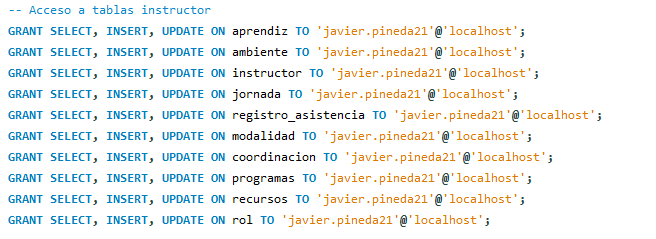 -- Acceso a tablas instructor
GRANT SELECT, INSERT, UPDATE ON aprendiz TO 'javier.pineda21'@'localhost';
GRANT SELECT, INSERT, UPDATE ON ambiente TO 'javier.pineda21'@'localhost';
GRANT SELECT, INSERT, UPDATE ON instructor TO 'javier.pineda21'@'localhost';
GRANT SELECT, INSERT, UPDATE ON jornada TO 'javier.pineda21'@'localhost';
GRANT SELECT, INSERT, UPDATE ON registro_asistencia TO 'javier.pineda21'@'localhost';
GRANT SELECT, INSERT, UPDATE ON modalidad TO 'javier.pineda21'@'localhost';
GRANT SELECT, INSERT, UPDATE ON coordinacion TO 'javier.pineda21'@'localhost';
GRANT SELECT, INSERT, UPDATE ON programas TO 'javier.pineda21'@'localhost';
GRANT SELECT, INSERT, UPDATE ON recursos TO 'javier.pineda21'@'localhost';
GRANT SELECT, INSERT, UPDATE ON rol TO 'javier.pineda21'@'localhost';